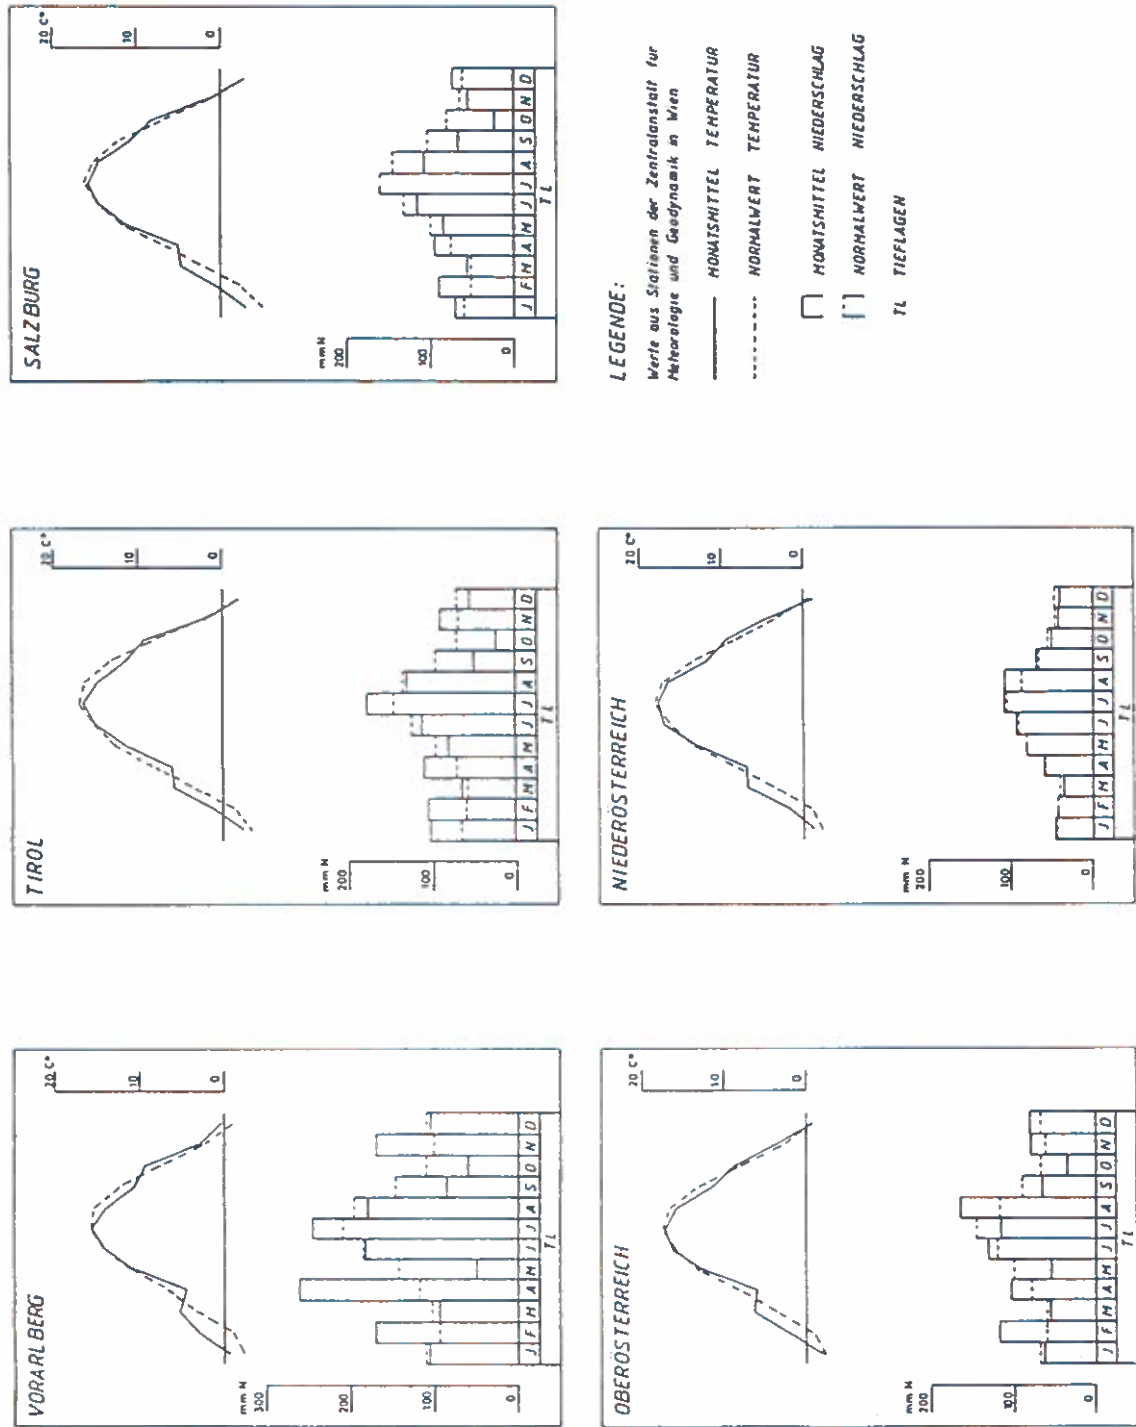 VORARLBERG
20 C°
10
0
mm N
300
200
100
0
J F M A M J J A S O N D
TL
TIROL
20 C°
10
0
mm N
200
100
0
J F M A M J J A S O N D
TL
SALZBURG
20 C°
10
0
mm N
200
100
0
J F M A M J J A S O N D
TL
OBERÖSTERREICH
20 C°
10
0
mm N
200
100
0
J F M A M J J A S O N D
TL
NIEDERÖSTERREICH
20 C°
10
0
mm N
200
100
0
J F M A M J J A S O N D
TL
LEGENDE:
Werte aus Stationen der Zentralanstalt für
Meteorologie und Geodynamik in Wien
MONATSMITTEL TEMPERATUR
NORMALWERT TEMPERATUR
MONATSMITTEL NIEDERSCHLAG
NORMALWERT NIEDERSCHLAG
TL TIEFLAGEN